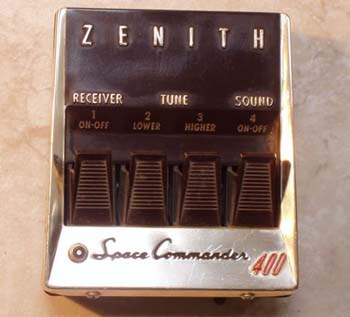 ZENITH
RECEIVER TUNE SOUND
1 2 3 4
ON-OFF LOWER HIGHER ON-OFF
Space Commander 400